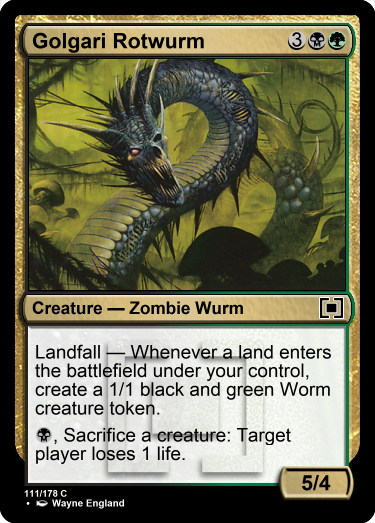 Golgari Rotwurm 3
Creature — Zombie Wurm
Landfall — Whenever a land enters
the battlefield under your control,
create a 1/1 black and green Worm
creature token.
, Sacrifice a creature: Target
player loses 1 life.
5/4
111/178 C
• Wayne England